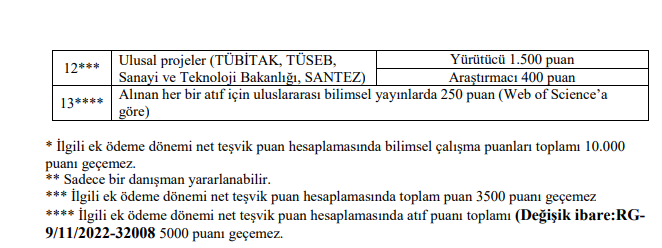 12*** Ulusal projeler (TÜBİTAK, TÜSEB, Yürütücü 1.500 puan
Sanayi ve Teknoloji Bakanlığı, SANTEZ) Araştırmacı 400 puan
13**** Alınan her bir atıf için uluslararası bilimsel yayınlarda 250 puan (Web of Science’a
göre)
* İlgili ek ödeme dönemi net teşvik puan hesaplamasında bilimsel çalışma puanları toplamı 10.000
puanı geçemez.
** Sadece bir danışman yararlanabilir.
*** İlgili ek ödeme dönemi net teşvik puan hesaplamasında toplam puan 3500 puanı geçemez
**** İlgili ek ödeme dönemi net teşvik puan hesaplamasında atıf puanı toplamı (Değişik ibare:RG-
9/11/2022-32008 5000 puanı geçemez.